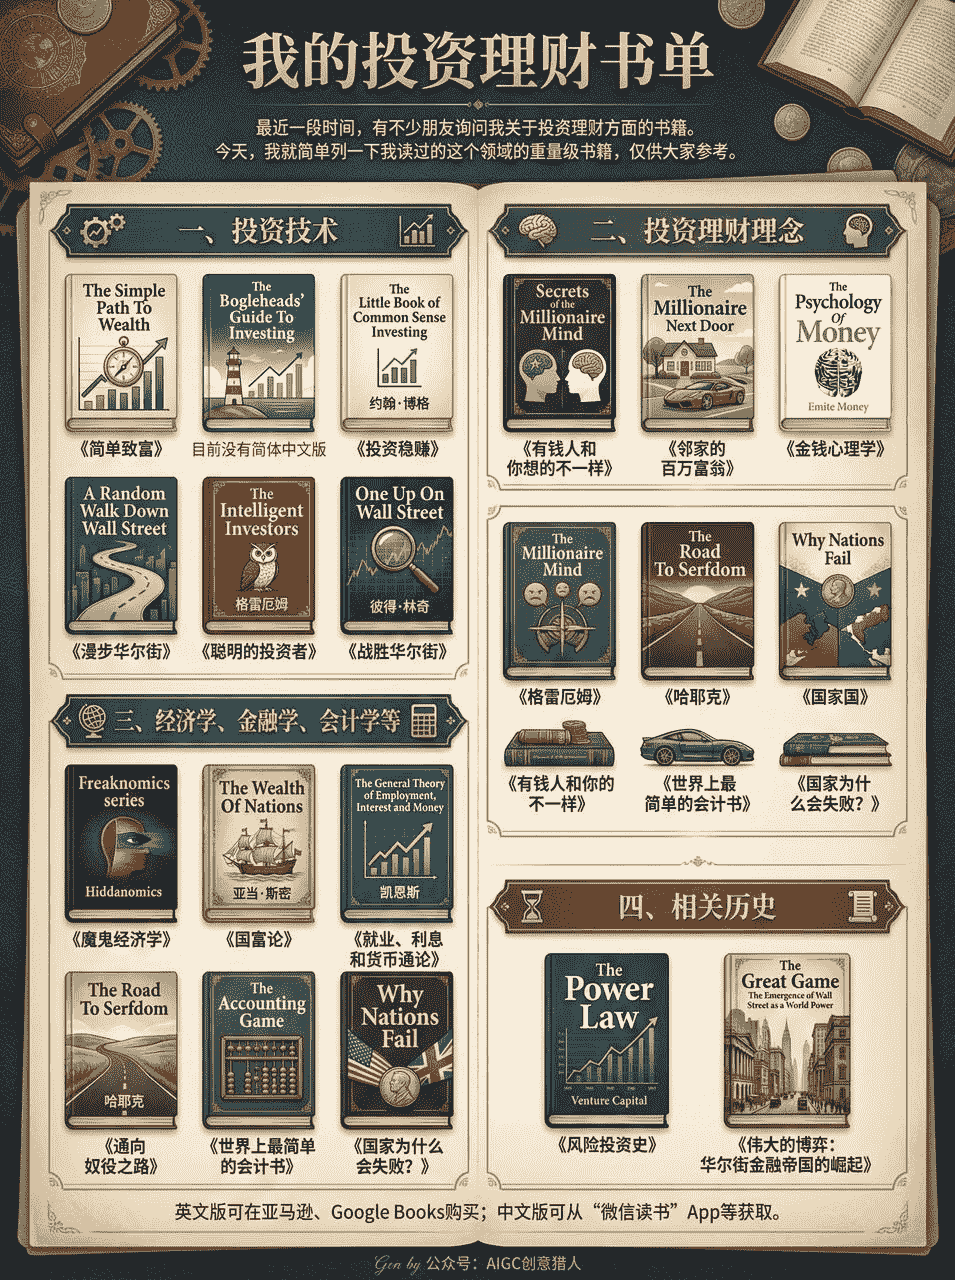 我的投资理财书单
最近一段时间，有不少朋友询问我关于投资理财方面的书籍。
今天，我就简单列一下我读过的这个领域的重量级书籍，仅供大家参考。
一、投资技术
The Simple
Path To
Wealth
《简单致富》
The
Bogleheads'
Guide To
Investing
目前没有简体中文版
The
Little Book of
Common Sense
Investing
约翰·博格
《投资稳赚》
A Random
Walk Down
Wall Street
《漫步华尔街》
The
Intelligent
Investors
格雷厄姆
《聪明的投资者》
One Up On
Wall Street
彼得·林奇
《战胜华尔街》
二、投资理财理念
Secrets
of the
Millionaire
Mind
《有钱人和
你想的不一样》
The
Millionaire
Next Door
《邻家的
百万富翁》
The
Psychology
Of
Money
Emite Money
《金钱心理学》
The
Millionaire
Mind
《格雷厄姆》
The
Road
To Serfdom
《哈耶克》
Why Nations
Fail
《国家国》
《有钱人和你的
不一样》
《世界上最
简单的会计书》
《国家为什
么会失败？》
三、经济学、金融学、会计学等
Freaknomics
series
Hiddanomics
《魔鬼经济学》
The Wealth
Of Nations
亚当·斯密
《国富论》
The General Theory
of Employment,
Interest and Money
凯恩斯
《就业、利息
和货币通论》
The Road
To Serfdom
哈耶克
《通向
奴役之路》
The
Accounting
Game
《世界上最简单
的会计书》
Why
Nations
Fail
《国家为什么
会失败？》
四、相关历史
The
Power
Law
Venture Capital
《风险投资史》
The
Great Game
The Emergence of Wall
Street as a World Power
《伟大的博弈：
华尔街金融帝国的崛起》
英文版可在亚马逊、Google Books购买；中文版可从“微信读书”App等获取。
Gen by 公众号：AIGC创意猎人